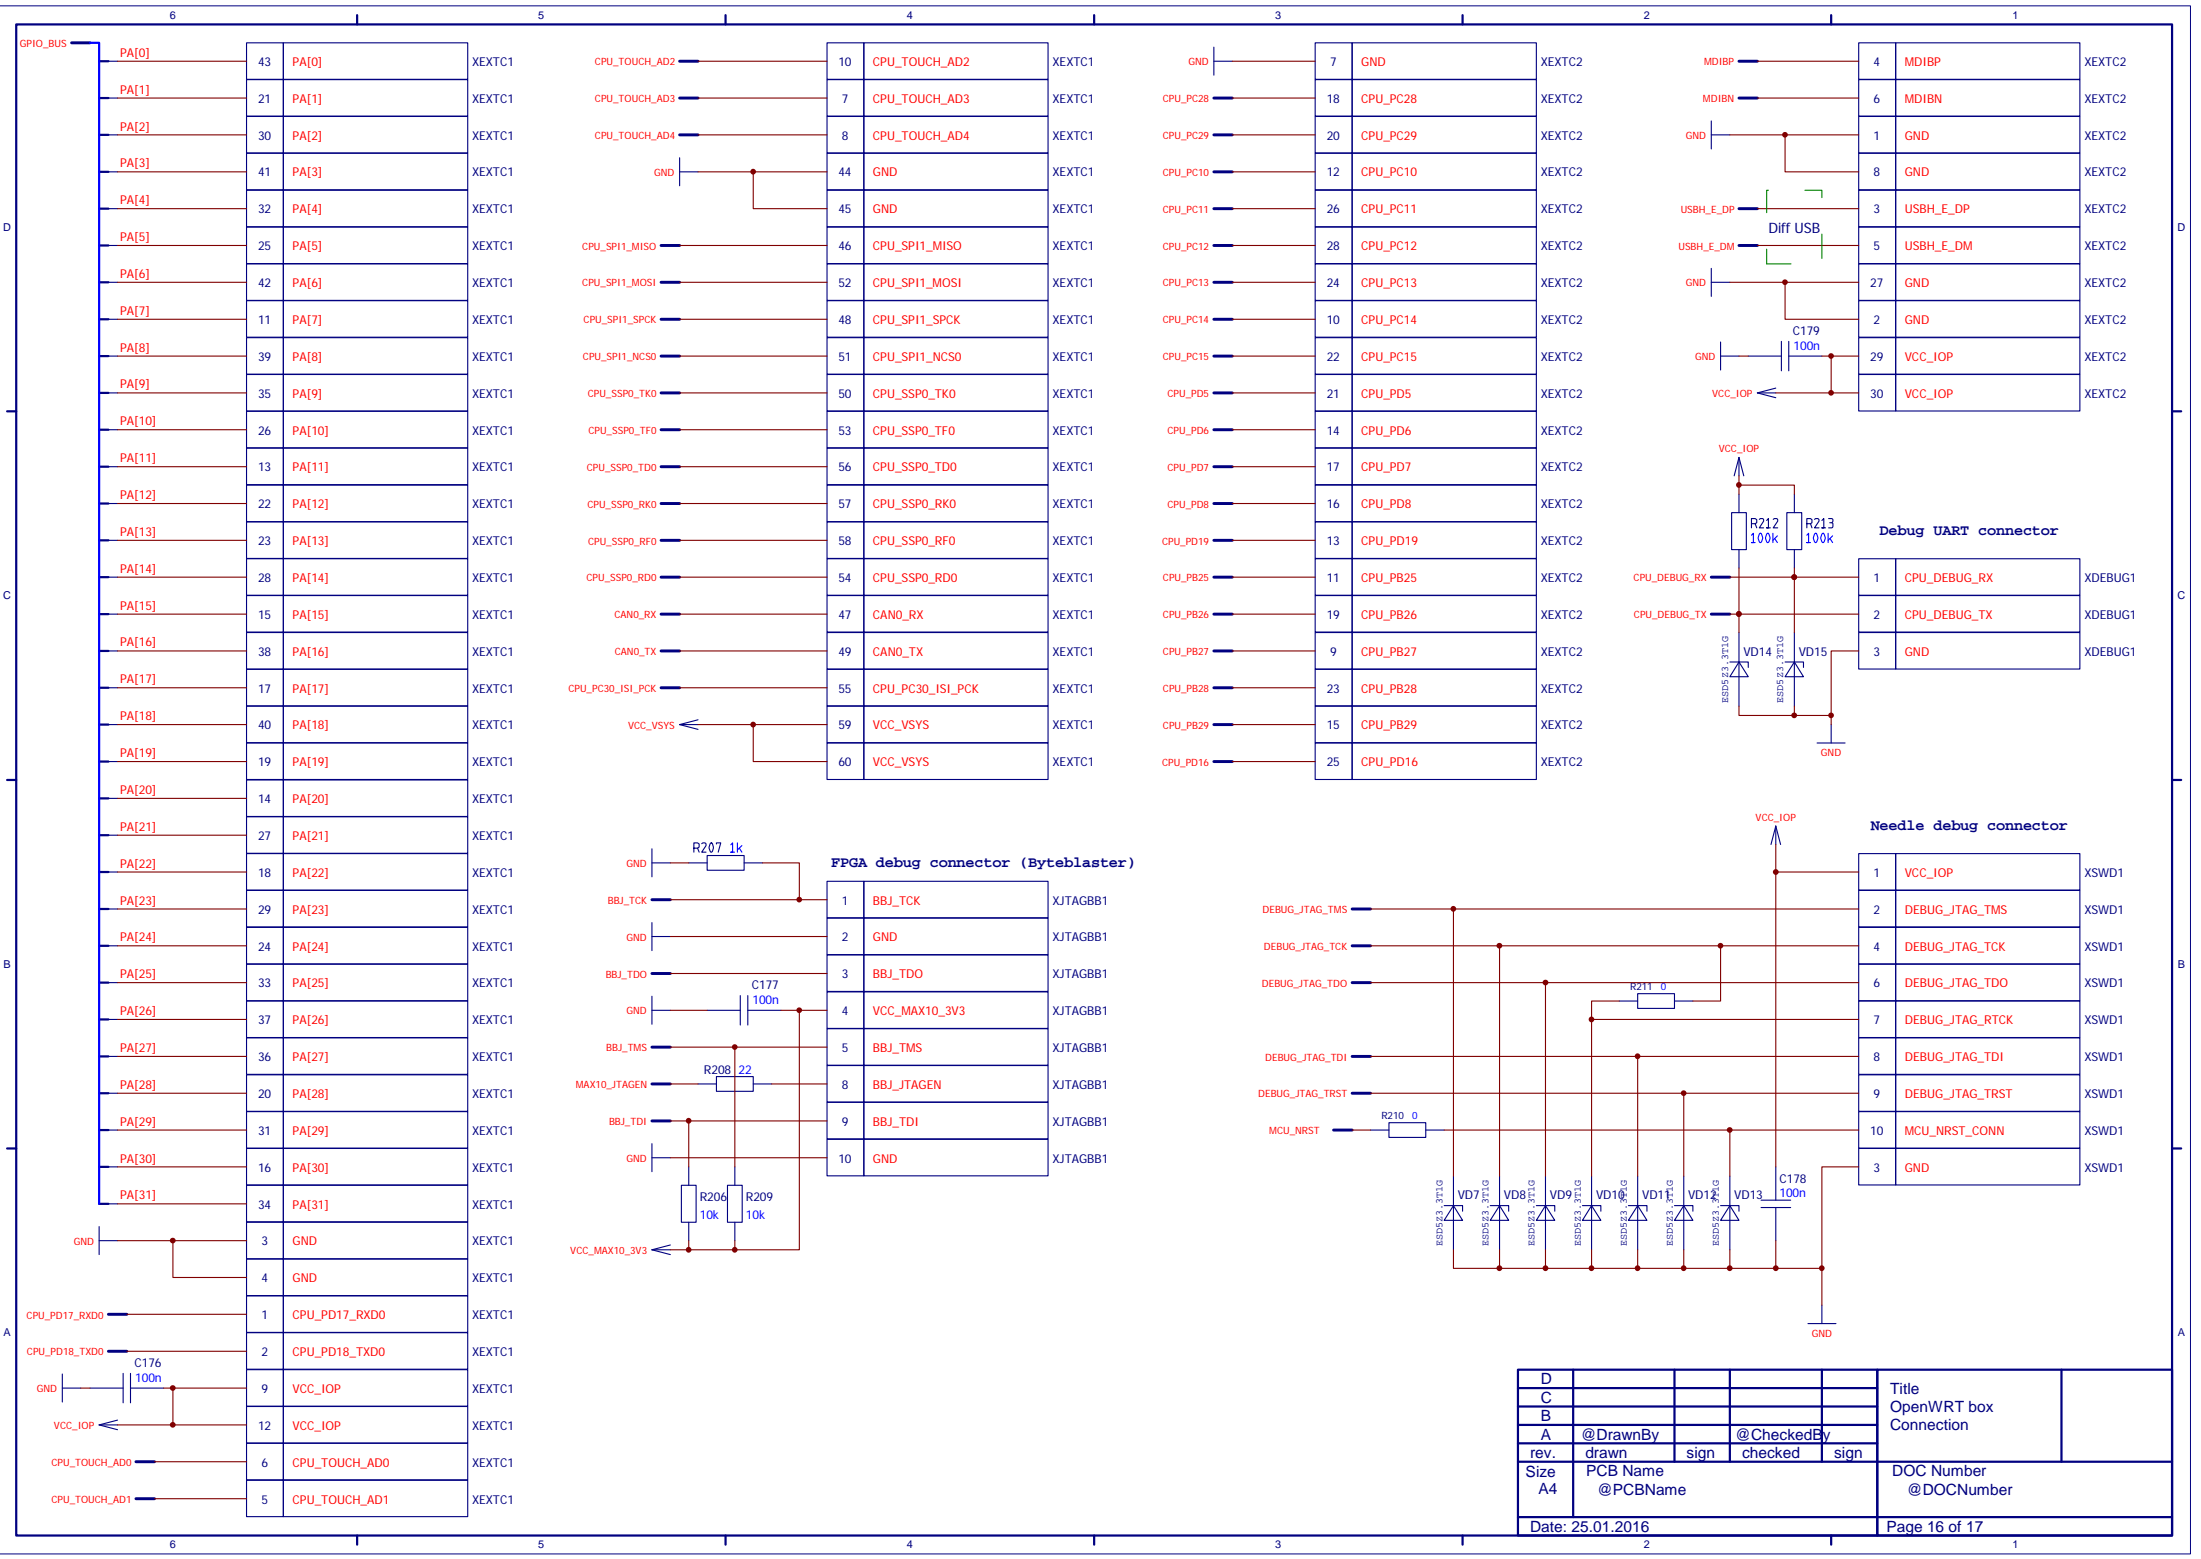 6 5 4 3 2 1
GPIO_BUS
PA[0] 43 PA[0] XEXTC1
PA[1] 21 PA[1] XEXTC1
PA[2] 30 PA[2] XEXTC1
PA[3] 41 PA[3] XEXTC1
PA[4] 32 PA[4] XEXTC1
PA[5] 25 PA[5] XEXTC1
PA[6] 42 PA[6] XEXTC1
PA[7] 11 PA[7] XEXTC1
PA[8] 39 PA[8] XEXTC1
PA[9] 35 PA[9] XEXTC1
PA[10] 26 PA[10] XEXTC1
PA[11] 13 PA[11] XEXTC1
PA[12] 22 PA[12] XEXTC1
PA[13] 23 PA[13] XEXTC1
PA[14] 28 PA[14] XEXTC1
PA[15] 15 PA[15] XEXTC1
PA[16] 38 PA[16] XEXTC1
PA[17] 17 PA[17] XEXTC1
PA[18] 40 PA[18] XEXTC1
PA[19] 19 PA[19] XEXTC1
PA[20] 14 PA[20] XEXTC1
PA[21] 27 PA[21] XEXTC1
PA[22] 18 PA[22] XEXTC1
PA[23] 29 PA[23] XEXTC1
PA[24] 24 PA[24] XEXTC1
PA[25] 33 PA[25] XEXTC1
PA[26] 37 PA[26] XEXTC1
PA[27] 36 PA[27] XEXTC1
PA[28] 20 PA[28] XEXTC1
PA[29] 31 PA[29] XEXTC1
PA[30] 16 PA[30] XEXTC1
PA[31] 34 PA[31] XEXTC1
GND 3 GND XEXTC1
4 GND XEXTC1
CPU_PD17_RXD0 1 CPU_PD17_RXD0 XEXTC1
CPU_PD18_TXD0 2 CPU_PD18_TXD0 XEXTC1
C176
100n
GND 9 VCC_IOP XEXTC1
VCC_IOP 12 VCC_IOP XEXTC1
CPU_TOUCH_AD0 6 CPU_TOUCH_AD0 XEXTC1
CPU_TOUCH_AD1 5 CPU_TOUCH_AD1 XEXTC1
CPU_TOUCH_AD2 10 CPU_TOUCH_AD2 XEXTC1
CPU_TOUCH_AD3 7 CPU_TOUCH_AD3 XEXTC1
CPU_TOUCH_AD4 8 CPU_TOUCH_AD4 XEXTC1
GND 44 GND XEXTC1
45 GND XEXTC1
CPU_SPI1_MISO 46 CPU_SPI1_MISO XEXTC1
CPU_SPI1_MOSI 52 CPU_SPI1_MOSI XEXTC1
CPU_SPI1_SPCK 48 CPU_SPI1_SPCK XEXTC1
CPU_SPI1_NCS0 51 CPU_SPI1_NCS0 XEXTC1
CPU_SSP0_TK0 50 CPU_SSP0_TK0 XEXTC1
CPU_SSP0_TF0 53 CPU_SSP0_TF0 XEXTC1
CPU_SSP0_TD0 56 CPU_SSP0_TD0 XEXTC1
CPU_SSP0_RK0 57 CPU_SSP0_RK0 XEXTC1
CPU_SSP0_RF0 58 CPU_SSP0_RF0 XEXTC1
CPU_SSP0_RD0 54 CPU_SSP0_RD0 XEXTC1
CAN0_RX 47 CAN0_RX XEXTC1
CAN0_TX 49 CAN0_TX XEXTC1
CPU_PC30_ISI_PCK 55 CPU_PC30_ISI_PCK XEXTC1
VCC_VSYS 59 VCC_VSYS XEXTC1
60 VCC_VSYS XEXTC1
GND 7 GND XEXTC2
CPU_PC28 18 CPU_PC28 XEXTC2
CPU_PC29 20 CPU_PC29 XEXTC2
CPU_PC10 12 CPU_PC10 XEXTC2
CPU_PC11 26 CPU_PC11 XEXTC2
CPU_PC12 28 CPU_PC12 XEXTC2
CPU_PC13 24 CPU_PC13 XEXTC2
CPU_PC14 10 CPU_PC14 XEXTC2
CPU_PC15 22 CPU_PC15 XEXTC2
CPU_PD5 21 CPU_PD5 XEXTC2
CPU_PD6 14 CPU_PD6 XEXTC2
CPU_PD7 17 CPU_PD7 XEXTC2
CPU_PD8 16 CPU_PD8 XEXTC2
CPU_PD19 13 CPU_PD19 XEXTC2
CPU_PB25 11 CPU_PB25 XEXTC2
CPU_PB26 19 CPU_PB26 XEXTC2
CPU_PB27 9 CPU_PB27 XEXTC2
CPU_PB28 23 CPU_PB28 XEXTC2
CPU_PB29 15 CPU_PB29 XEXTC2
CPU_PD16 25 CPU_PD16 XEXTC2
MDIBP 4 MDIBP XEXTC2
MDIBN 6 MDIBN XEXTC2
GND 1 GND XEXTC2
8 GND XEXTC2
USBH_E_DP 3 USBH_E_DP XEXTC2
Diff USB
USBH_E_DM 5 USBH_E_DM XEXTC2
GND 27 GND XEXTC2
2 GND XEXTC2
C179
100n
GND 29 VCC_IOP XEXTC2
VCC_IOP 30 VCC_IOP XEXTC2
VCC_IOP
R212 R213
100k 100k
Debug UART connector
CPU_DEBUG_RX 1 CPU_DEBUG_RX XDEBUG1
CPU_DEBUG_TX 2 CPU_DEBUG_TX XDEBUG1
3 GND XDEBUG1
ESD5Z3.3T1G VD14 ESD5Z3.3T1G VD15
GND
FPGA debug connector (Byteblaster)
R207 1k
GND
BBJ_TCK 1 BBJ_TCK XJTAGBB1
GND 2 GND XJTAGBB1
BBJ_TDO 3 BBJ_TDO XJTAGBB1
C177
100n
GND 4 VCC_MAX10_3V3 XJTAGBB1
BBJ_TMS 5 BBJ_TMS XJTAGBB1
R208 22
MAX10_JTAGEN 8 BBJ_JTAGEN XJTAGBB1
BBJ_TDI 9 BBJ_TDI XJTAGBB1
GND 10 GND XJTAGBB1
R206 R209
10k 10k
VCC_MAX10_3V3
VCC_IOP
Needle debug connector
1 VCC_IOP XSWD1
DEBUG_JTAG_TMS 2 DEBUG_JTAG_TMS XSWD1
DEBUG_JTAG_TCK 4 DEBUG_JTAG_TCK XSWD1
DEBUG_JTAG_TDO 6 DEBUG_JTAG_TDO XSWD1
R211 0
7 DEBUG_JTAG_RTCK XSWD1
DEBUG_JTAG_TDI 8 DEBUG_JTAG_TDI XSWD1
DEBUG_JTAG_TRST 9 DEBUG_JTAG_TRST XSWD1
R210 0
MCU_NRST 10 MCU_NRST_CONN XSWD1
3 GND XSWD1
C178
100n
ESD5Z3.3T1G VD7 ESD5Z3.3T1G VD8 ESD5Z3.3T1G VD9 ESD5Z3.3T1G VD10 ESD5Z3.3T1G VD11 ESD5Z3.3T1G VD12 ESD5Z3.3T1G VD13
GND
D D
C C
B B
A A
D
C
B
A @DrawnBy @CheckedBy
rev. drawn sign checked sign
Title
OpenWRT box
Connection
Size PCB Name DOC Number
A4 @PCBName @DOCNumber
Date: 25.01.2016 Page 16 of 17
6 5 4 3 2 1